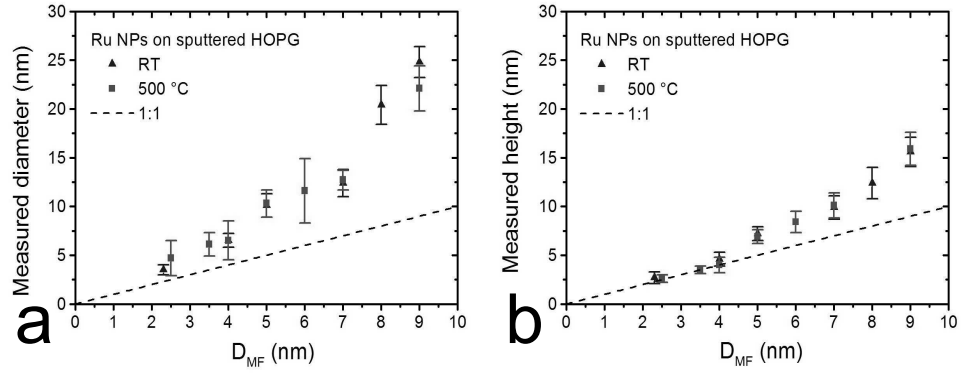 Ru NPs on sputtered HOPG
RT
500 °C
1:1
Measured diameter (nm)
30
25
20
15
10
5
0
0 1 2 3 4 5 6 7 8 9 10
D_MF (nm)
a
Ru NPs on sputtered HOPG
RT
500 °C
1:1
Measured height (nm)
30
25
20
15
10
5
0
0 1 2 3 4 5 6 7 8 9 10
D_MF (nm)
b